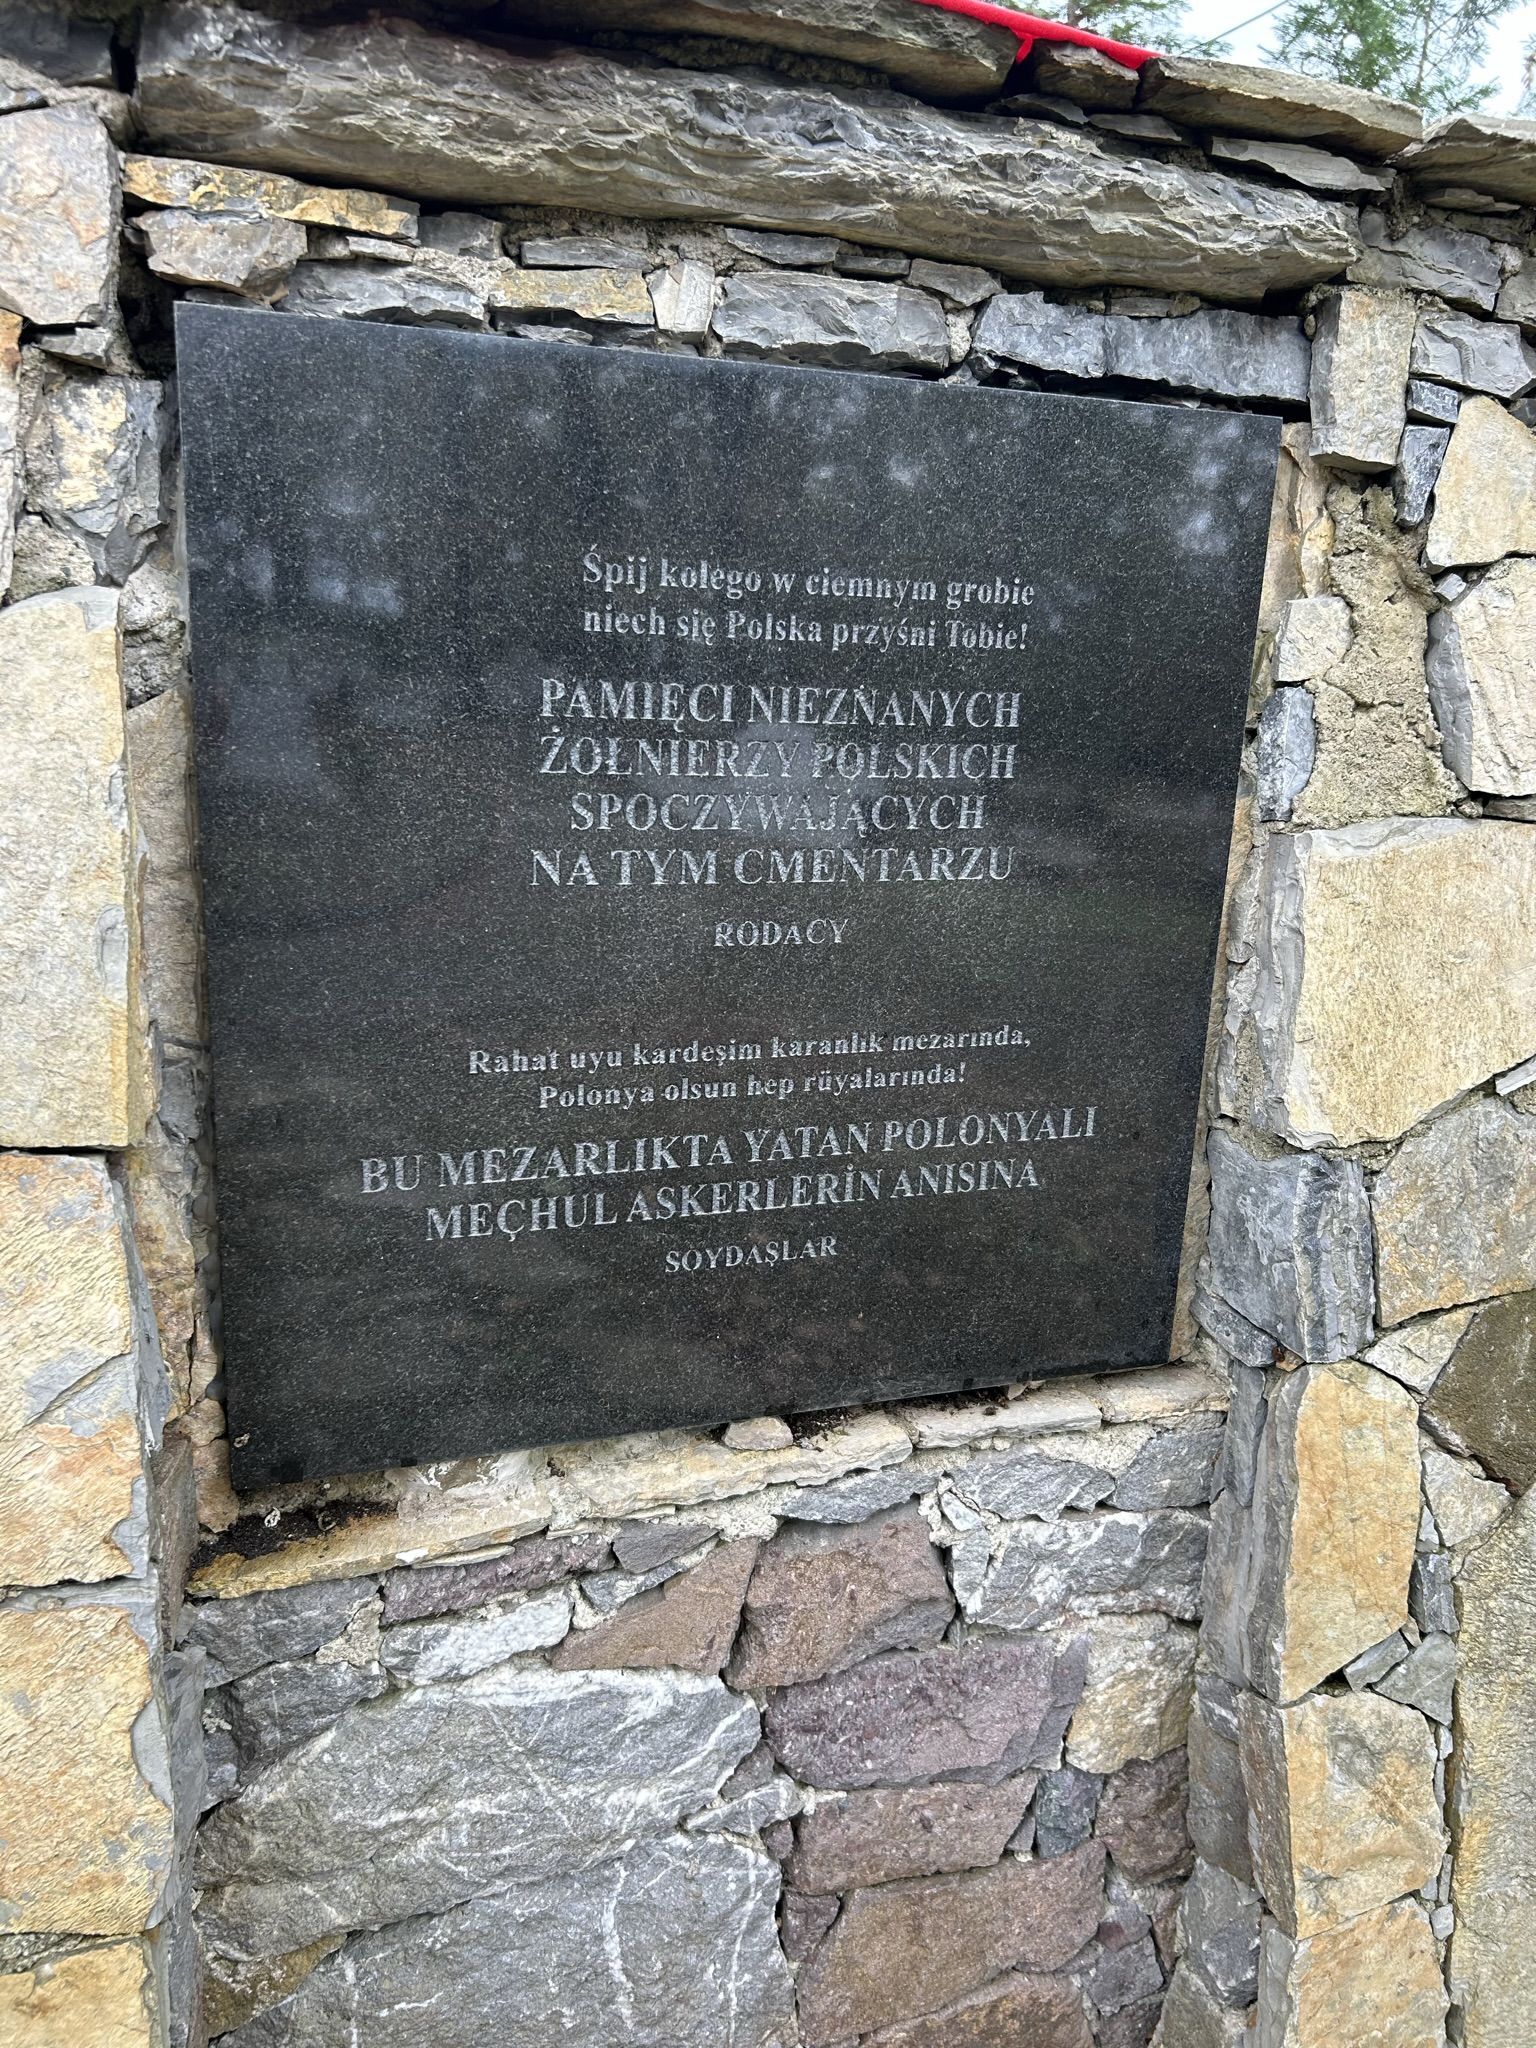 Śpij kolego w ciemnym grobie
niech się Polska przyśni Tobie!
PAMIĘCI NIEZNANYCH
ŻOŁNIERZY POLSKICH
SPOCZYWAJĄCYCH
NA TYM CMENTARZU
RODACY
Rahat uyu kardeşim karanlık mezarında,
Polonya olsun hep rüyalarında!
BU MEZARLIKTA YATAN POLONYALI
MEÇHUL ASKERLERİN ANISINA
SOYDAŞLAR